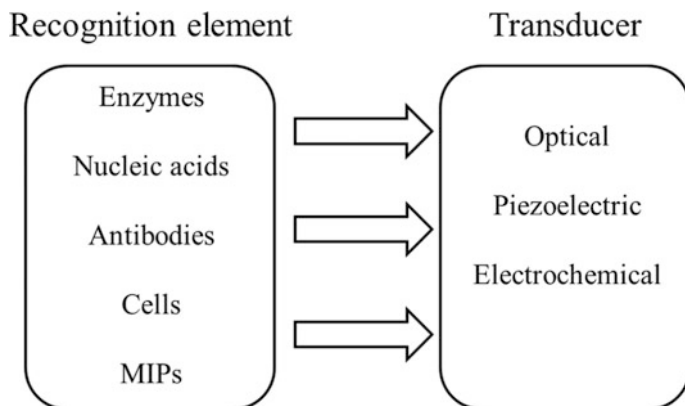 Recognition element
Enzymes
Nucleic acids
Antibodies
Cells
MIPs
Transducer
Optical
Piezoelectric
Electrochemical